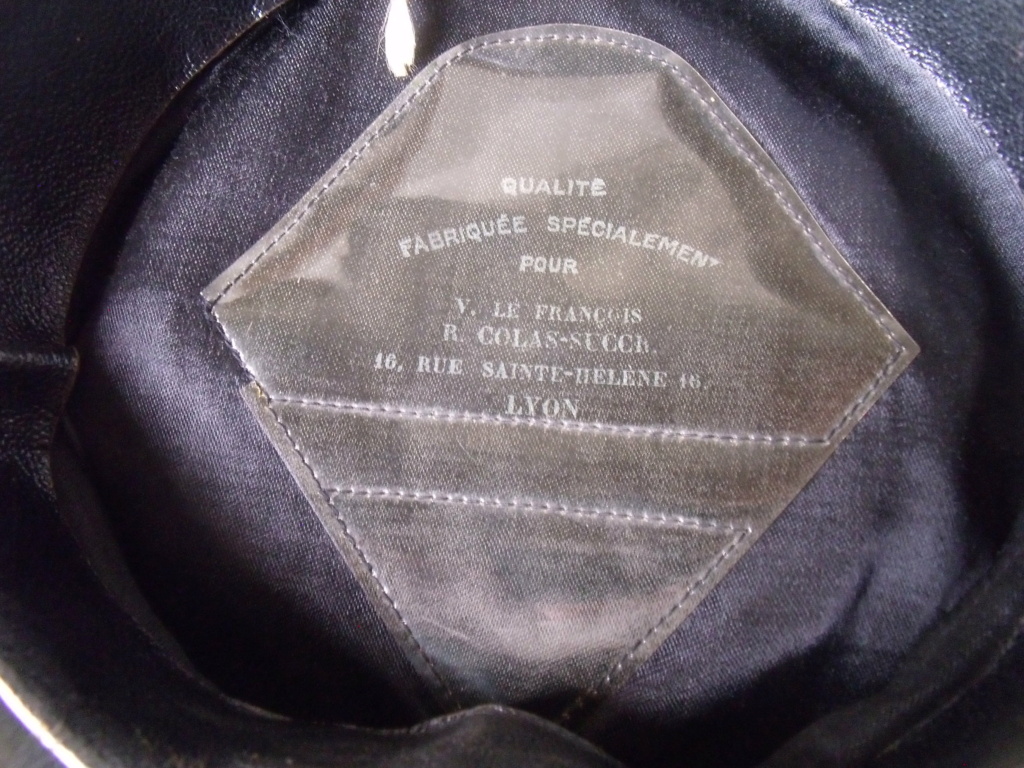 QUALITÉ
FABRIQUÉE SPÉCIALEMENT
POUR
V. LE FRANÇOIS
R. COLAS-SUCCR.
16, RUE SAINTE-HÉLÈNE 16,
LYON